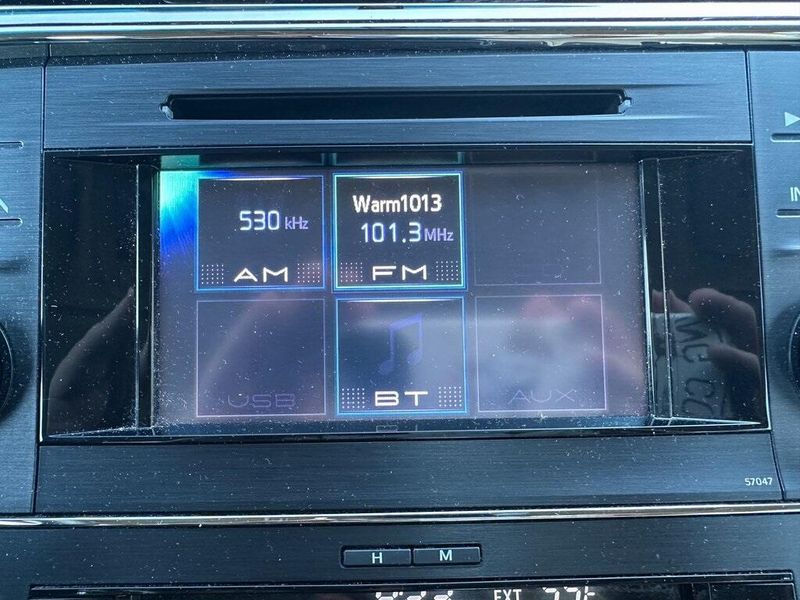 Warm1013
530 kHz
101.3 MHz
AM
FM
USB
BT
AUX
57047
H
M
EXT